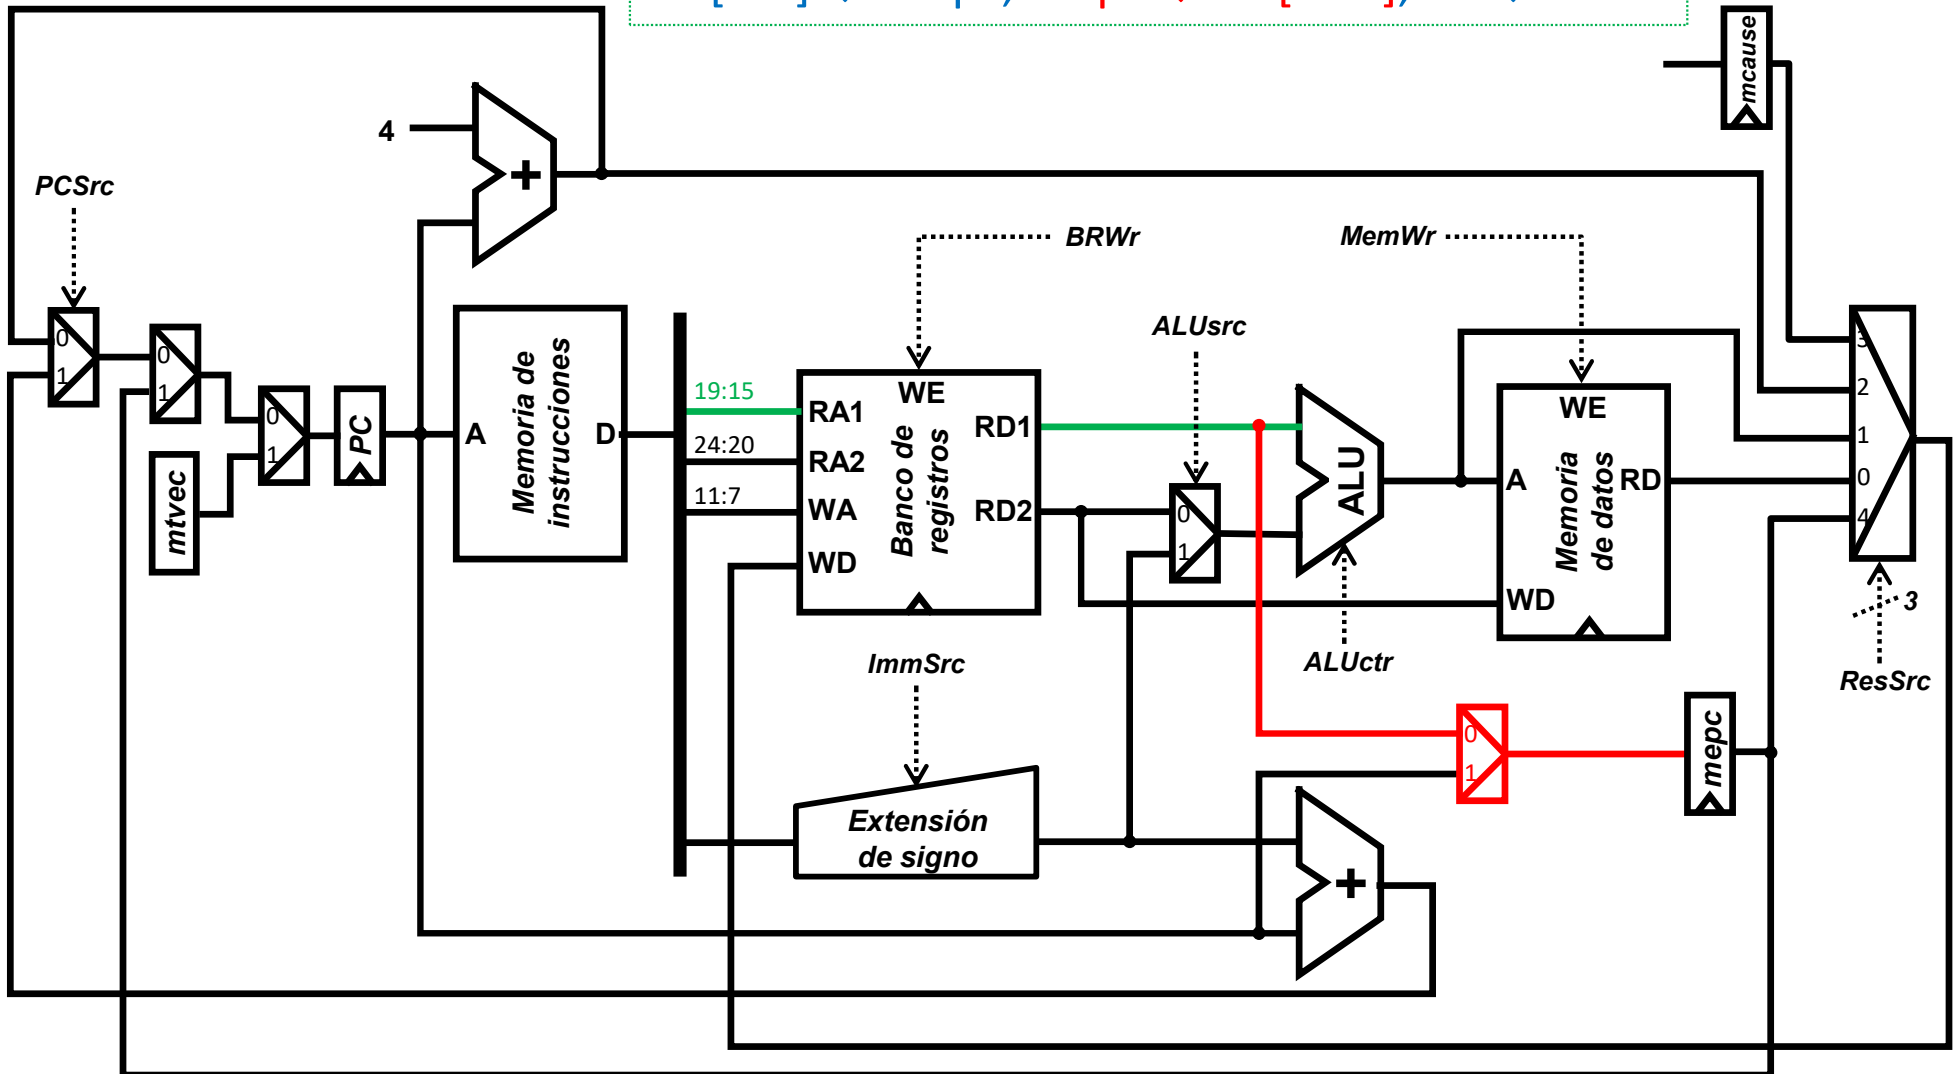 mcause
4
+
PCSrc
BRWr
MemWr
ALUsrc
0
1
0
1
0
1
mtvec
PC
A
Memoria de
instrucciones
D
19:15
24:20
11:7
RA1
RA2
WA
WD
WE
Banco de
registros
RD1
RD2
0
1
ALU
ALUctr
A
WE
Memoria
de datos
RD
WD
3
2
1
0
4
3
ResSrc
ImmSrc
Extensión
de signo
0
1
mepc
+